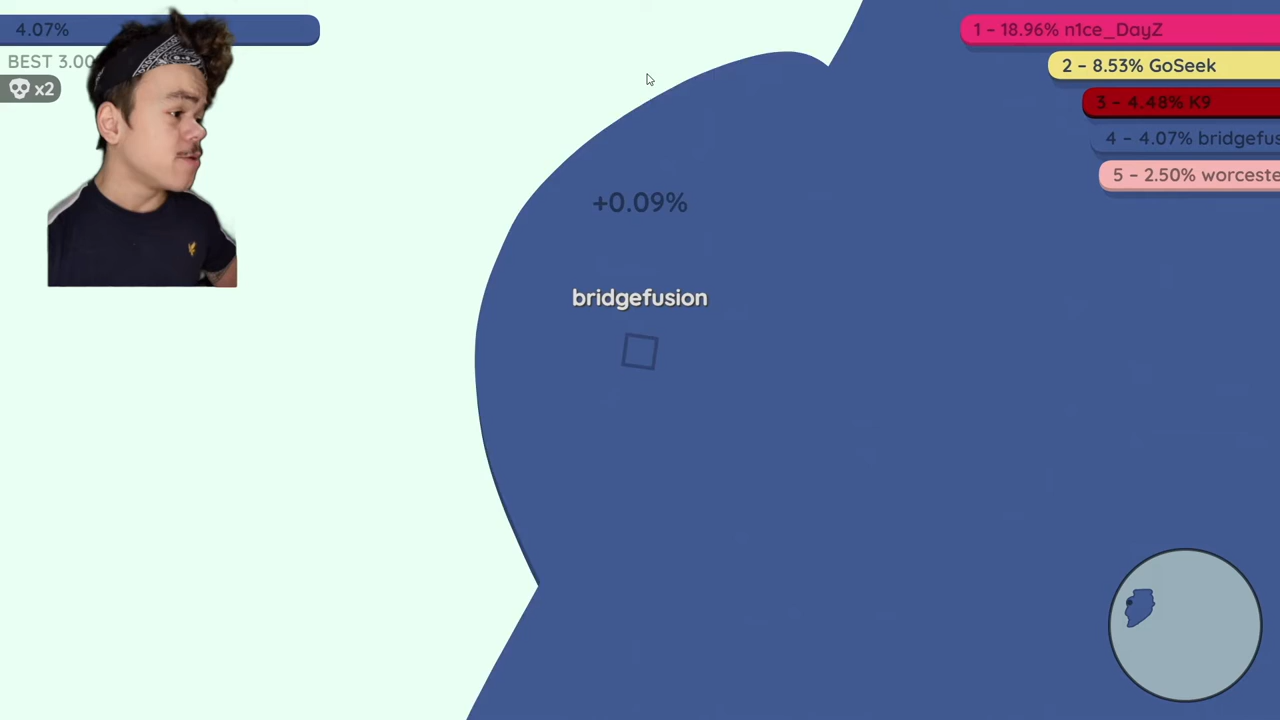 4.07%
BEST 3.00
x2
1 - 18.96% n1ce_DayZ
2 - 8.53% GoSeek
3 - 4.48% K9
4 - 4.07% bridgefus
5 - 2.50% worceste
+0.09%
bridgefusion